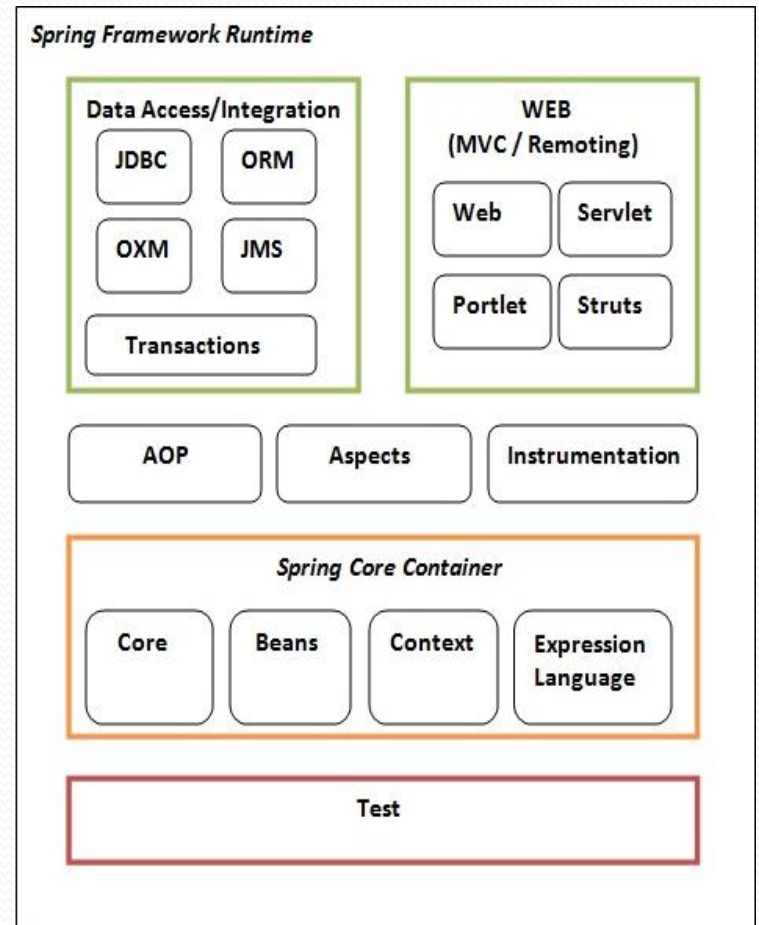 Spring Framework Runtime
Data Access/Integration
JDBC
ORM
OXM
JMS
Transactions
WEB
(MVC / Remoting)
Web
Servlet
Portlet
Struts
AOP
Aspects
Instrumentation
Spring Core Container
Core
Beans
Context
Expression
Language
Test